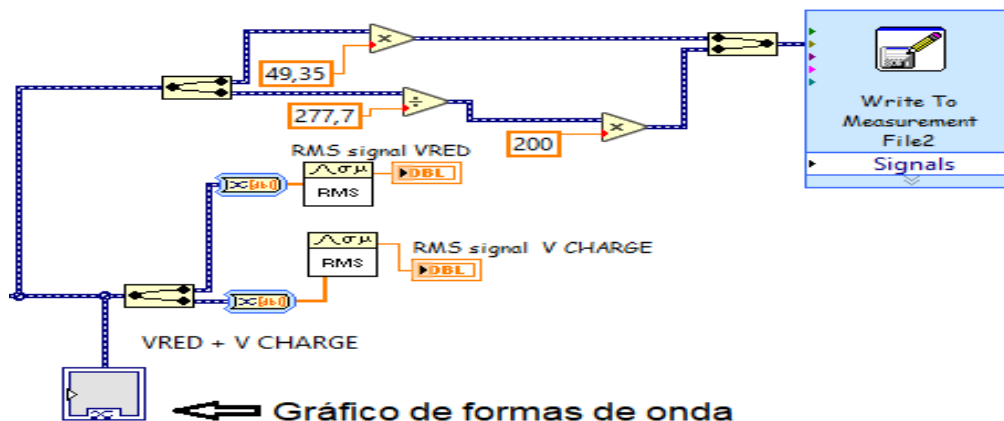 49,35
277,7
200
Write To
Measurement
File2
Signals
RMS signal VRED
DBL
RMS
RMS signal V CHARGE
DBL
RMS
VRED + V CHARGE
Gráfico de formas de onda